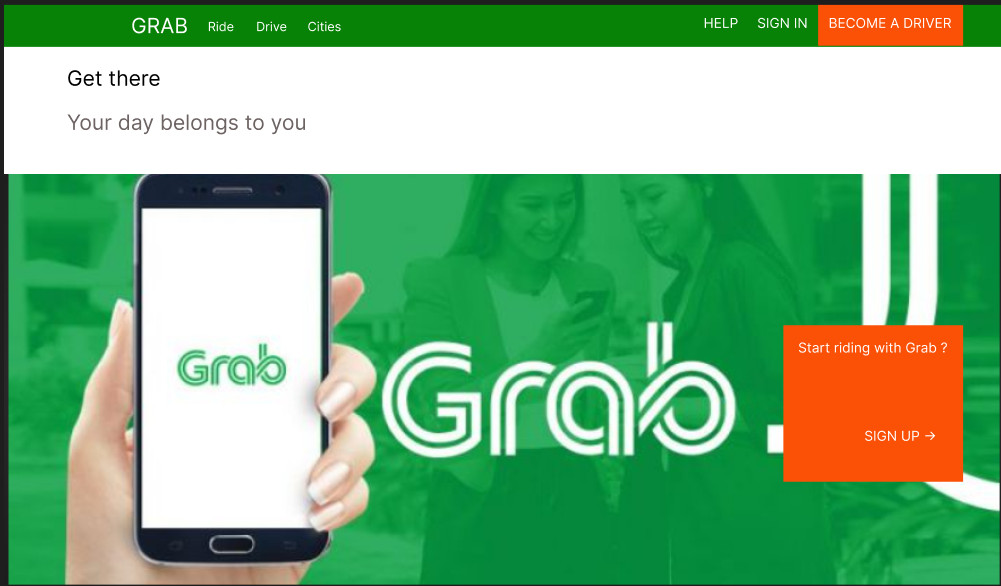 GRAB Ride Drive Cities HELP SIGN IN BECOME A DRIVER
Get there
Your day belongs to you
Grab
Grab
Start riding with Grab ?
SIGN UP →